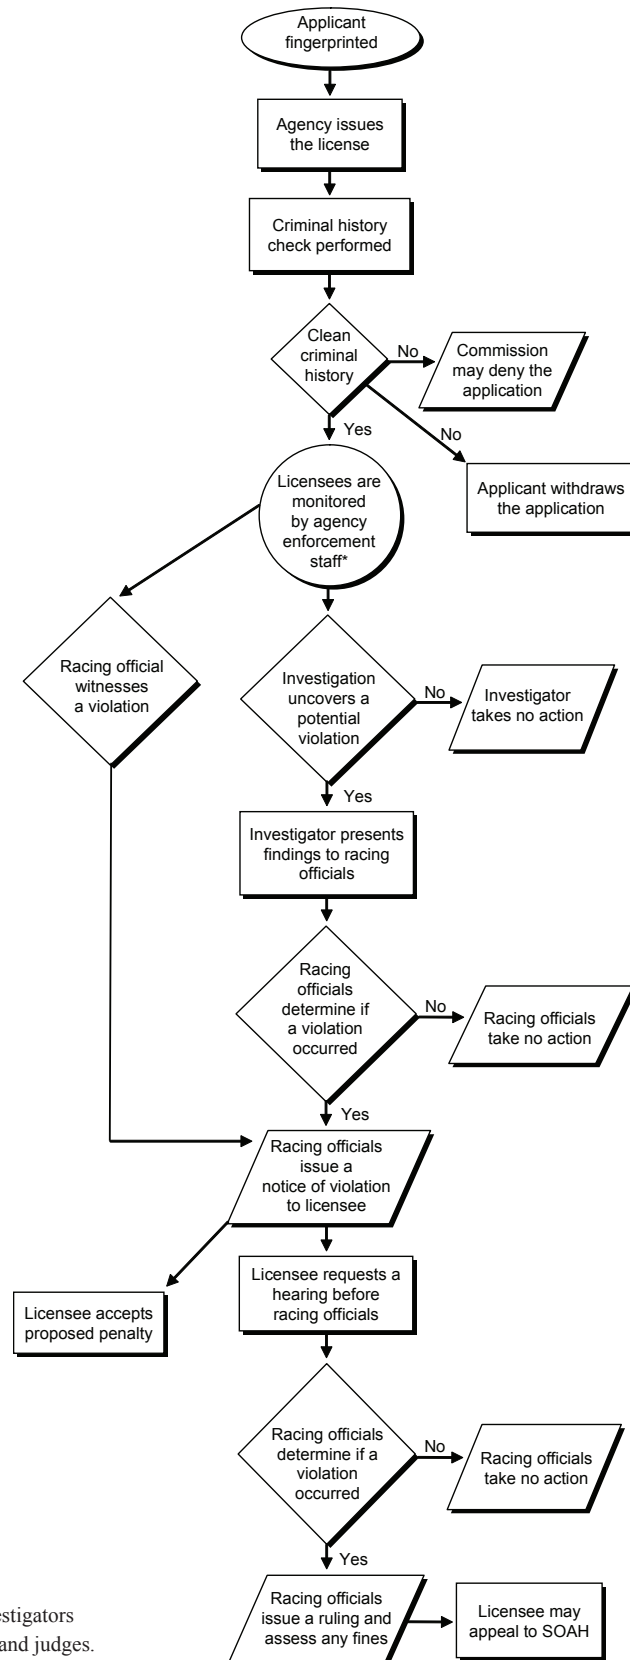 Applicant
fingerprinted
Agency issues
the license
Criminal history
check performed
Clean
criminal
history
No
Commission
may deny the
application
No
Yes
Applicant withdraws
the application
Licensees are
monitored
by agency
enforcement
staff*
Racing official
witnesses
a violation
Investigation
uncovers a
potential
violation
No
Investigator
takes no action
Yes
Investigator presents
findings to racing
officials
Racing
officials
determine if
a violation
occurred
No
Racing officials
take no action
Yes
Racing officials
issue a
notice of violation
to licensee
Licensee accepts
proposed penalty
Licensee requests a
hearing before
racing officials
Racing officials
determine if a
violation
occurred
No
Racing officials
take no action
Yes
Racing officials
issue a ruling and
assess any fines
Licensee may
appeal to SOAH
estigators
and judges.